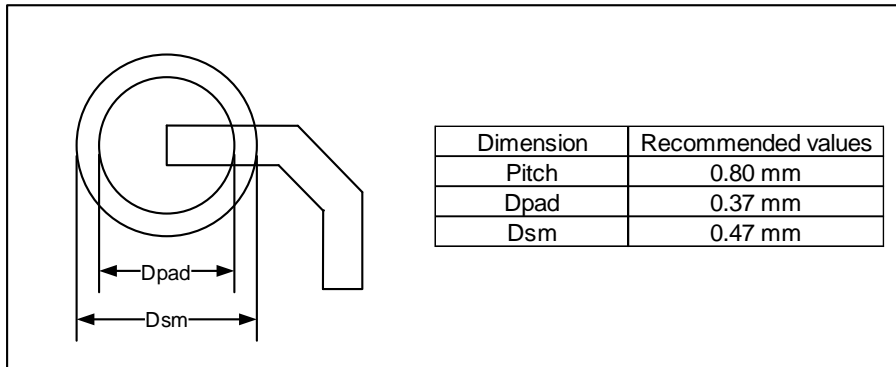 Dimension Recommended values
Pitch 0.80 mm
Dpad 0.37 mm
Dsm 0.47 mm
Dpad
Dsm